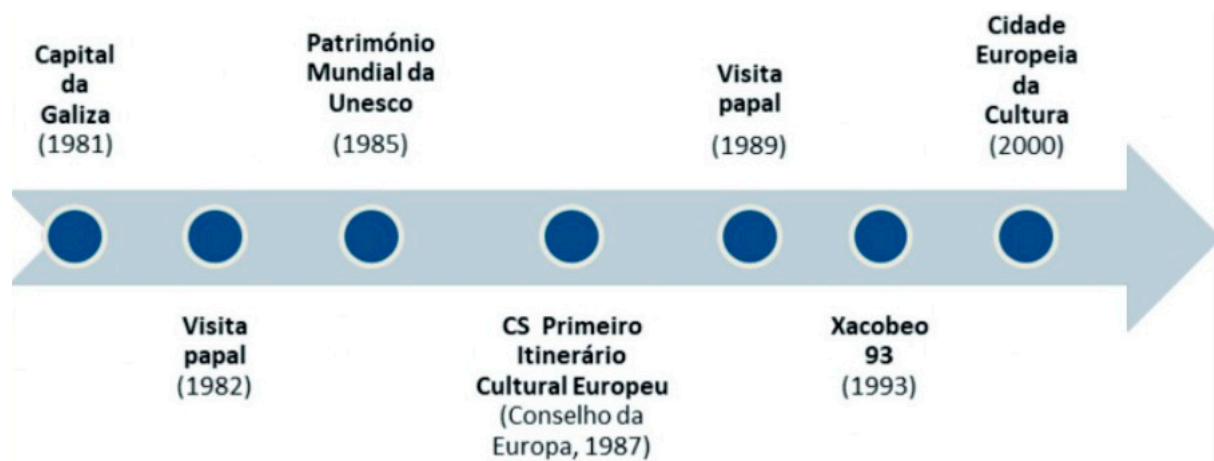 Capital
da
Galiza
(1981)
Visita
papal
(1982)
Património
Mundial da
Unesco
(1985)
CS Primeiro
Itinerário
Cultural Europeu
(Conselho da
Europa, 1987)
Visita
papal
(1989)
Xacobeo
93
(1993)
Cidade
Europeia
da
Cultura
(2000)